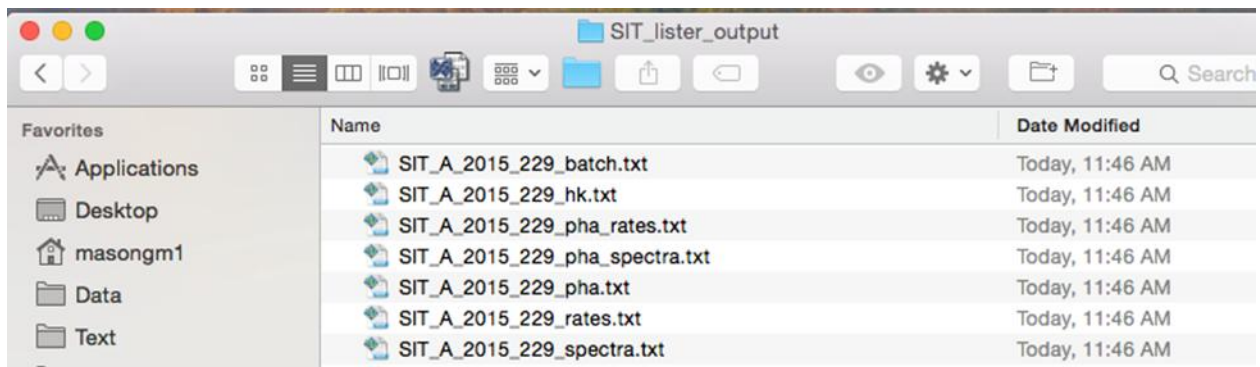 SIT_lister_output
Search
Favorites
Name Date Modified
Applications
SIT_A_2015_229_batch.txt Today, 11:46 AM
SIT_A_2015_229_hk.txt Today, 11:46 AM
Desktop
SIT_A_2015_229_pha_rates.txt Today, 11:46 AM
masongm1
SIT_A_2015_229_pha_spectra.txt Today, 11:46 AM
Data
SIT_A_2015_229_pha.txt Today, 11:46 AM
SIT_A_2015_229_rates.txt Today, 11:46 AM
Text
SIT_A_2015_229_spectra.txt Today, 11:46 AM